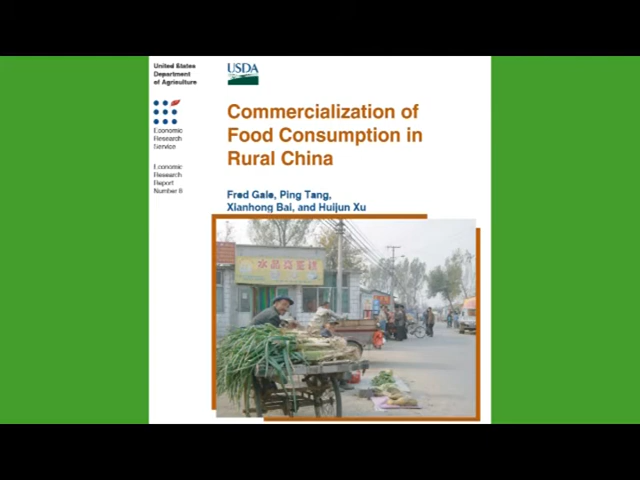 United States
Department
of Agriculture
USDA
Economic
Research
Service
Economic
Research
Report
Number 8
Commercialization of
Food Consumption in
Rural China
Fred Gale, Ping Tang,
Xianhong Bai, and Huijun Xu